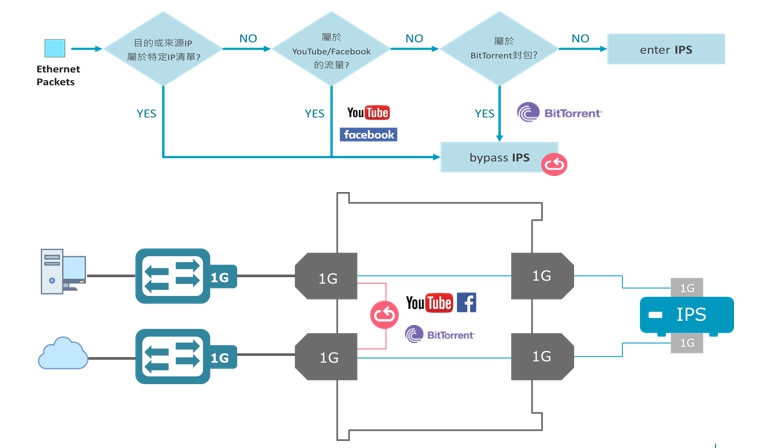 Ethernet
Packets
目的或來源IP
屬於特定IP清單?
NO
屬於
YouTube/Facebook
的流量?
NO
屬於
BitTorrent封包?
NO
enter IPS
YES
YES
YouTube
facebook
YES
BitTorrent
bypass IPS
1G
1G
1G
YouTube
f
BitTorrent
1G
IPS
1G
1G
1G
1G